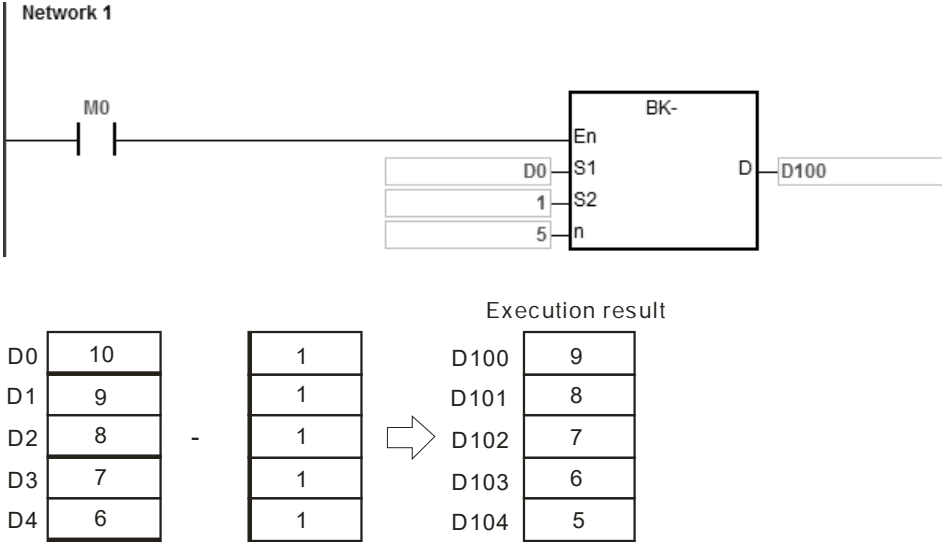 Network 1
M0
BK-
En
D0 S1 D D100
1 S2
5 n
Execution result
D0 10 1 D100 9
D1 9 1 D101 8
D2 8 - 1 D102 7
D3 7 1 D103 6
D4 6 1 D104 5